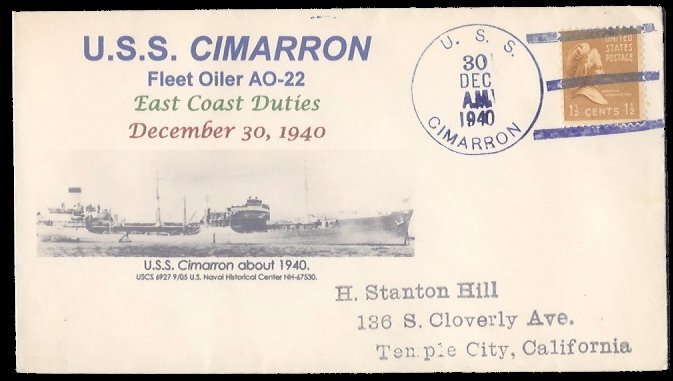 U.S.S. CIMARRON
Fleet Oiler AO-22
East Coast Duties
December 30, 1940
U. S. S.
30
DEC
A.M.
1940
CIMARRON
UNITED
STATES
POSTAGE
1½ CENTS 1½
U.S.S. Cimarron about 1940.
USCS 6927 9/05 U.S. Naval Historical Center NH-67530.
H. Stanton Hill
136 S. Cloverly Ave.
Temple City, California